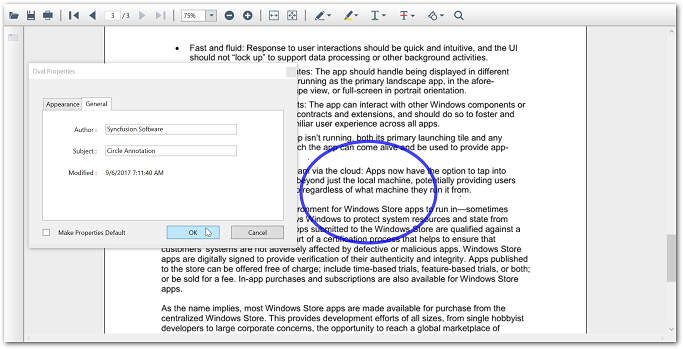 3 / 3
75%
• Fast and fluid: Response to user interactions should be quick and intuitive, and the UI
should not “lock up” to support data processing or other background activities.
Oval Properties
tes: The app should handle being displayed in different
running as the primary landscape app, in the afore-
pe view, or full-screen in portrait orientation.
Appearance
General
ts: The app can interact with other Windows components or
contracts and extensions, and should do so to foster and
miliar user experience across all apps.
Author :
Syncfusion Software
pp isn’t running, both its primary launching tile and any
ch the app can come alive and be used to provide app-
Subject :
Circle Annotation
Modified :
9/6/2017 7:11:40 AM
am via the cloud: Apps now have the option to tap into
beyond just the local machine, potentially providing users
regardless of what machine they run it from.
ronment for Windows Store apps to run in—sometimes
s Windows to protect system resources and state from
pps submitted to the Windows Store are qualified against a
rt of a certification process that helps to ensure that
Make Properties Default
OK
Cancel
customers’ systems are not adversely affected by defective or malicious apps. Windows Store
apps are digitally signed to provide verification of their authenticity and integrity. Apps published
to the store can be offered free of charge; include time-based trials, feature-based trials, or both;
or be sold for a fee. In-app purchases and subscriptions are also available for Windows Store
apps.
As the name implies, most Windows Store apps are made available for purchase from the
centralized Windows Store. This provides development efforts of all sizes, from single hobbyist
developers to large corporate concerns, the opportunity to reach a global marketplace of